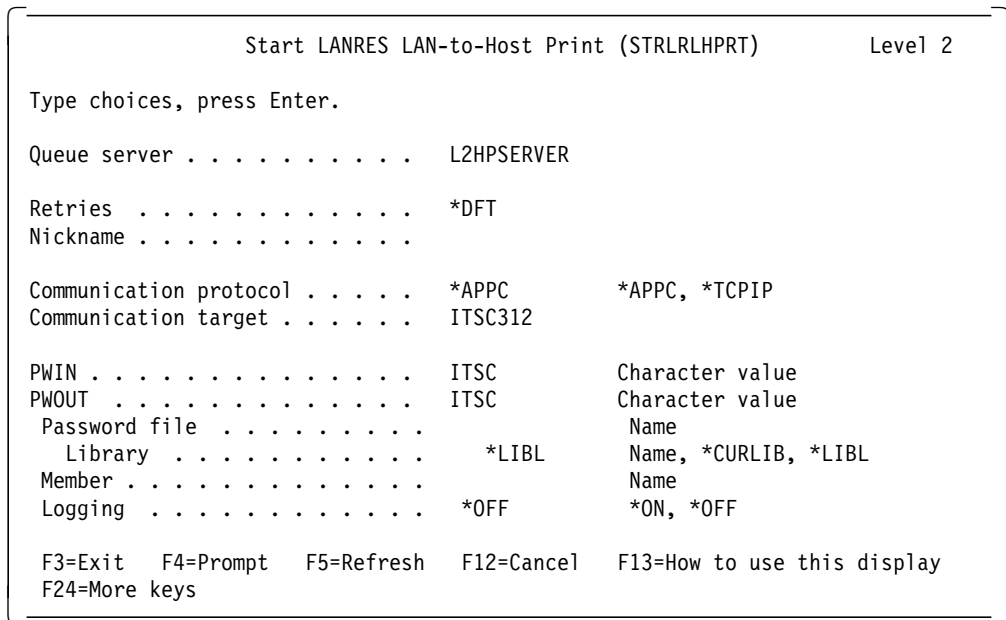 Start LANRES LAN-to-Host Print (STRLRLHPRT) Level 2
Type choices, press Enter.
Queue server . . . . . . . . . . L2HPSERVER
Retries . . . . . . . . . . . . *DFT
Nickname . . . . . . . . . . . .
Communication protocol . . . . . *APPC *APPC, *TCPIP
Communication target . . . . . . ITSC312
PWIN . . . . . . . . . . . . . . ITSC Character value
PWOUT . . . . . . . . . . . . . ITSC Character value
Password file . . . . . . . . . Name
Library . . . . . . . . . . . *LIBL Name, *CURLIB, *LIBL
Member . . . . . . . . . . . . . Name
Logging . . . . . . . . . . . . *OFF *ON, *OFF
F3=Exit F4=Prompt F5=Refresh F12=Cancel F13=How to use this display
F24=More keys